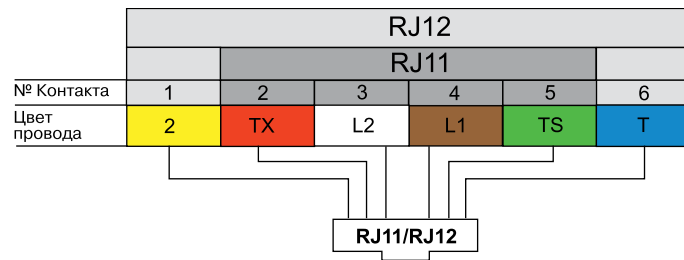 RJ12
RJ11
№ Контакта 1 2 3 4 5 6
Цвет провода 2 TX L2 L1 TS T
RJ11/RJ12